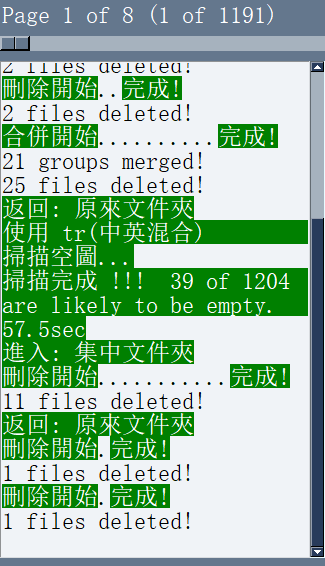 Page 1 of 8 (1 of 1191)
2 files deleted!
刪除開始..完成!
2 files deleted!
合併開始..........完成!
21 groups merged!
25 files deleted!
返回: 原來文件夾
使用 tr(中英混合)
掃描空圖...
掃描完成 !!!  39 of 1204
are likely to be empty.
57.5sec
進入: 集中文件夾
刪除開始...........完成!
11 files deleted!
返回: 原來文件夾
刪除開始.完成!
1 files deleted!
刪除開始.完成!
1 files deleted!